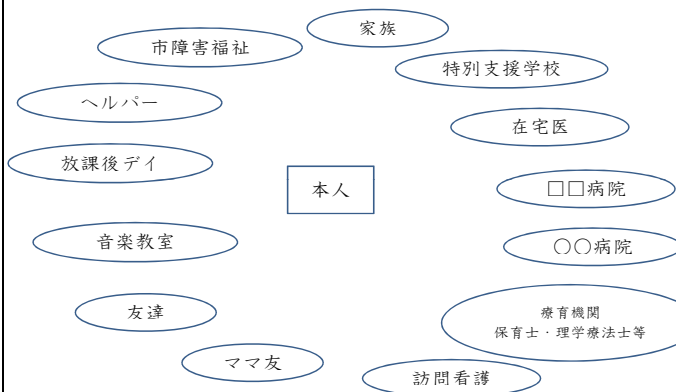 家族
市障害福祉
特別支援学校
ヘルパー
在宅医
放課後デイ
本人
□□病院
音楽教室
〇〇病院
友達
療育機関
保育士・理学療法士等
ママ友
訪問看護